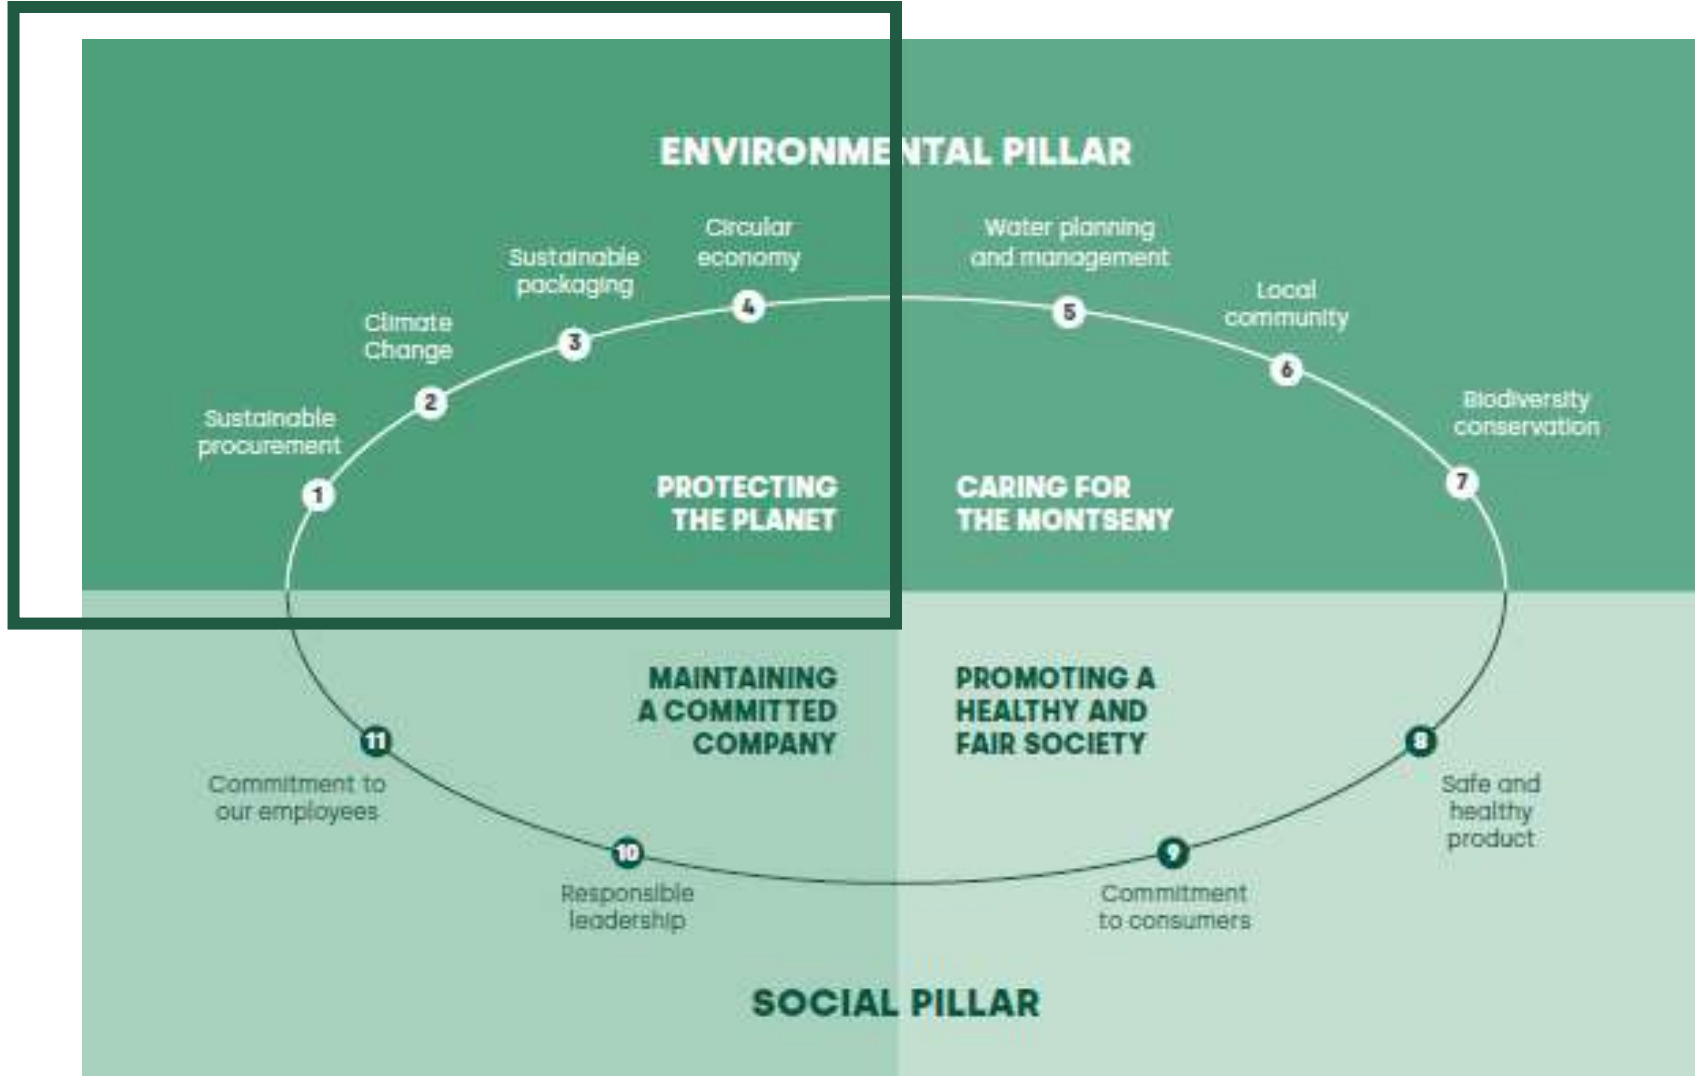 ENVIRONMENTAL PILLAR
Circular
economy
Water planning
and management
Sustainable
packaging
Local
community
Climate
Change
Biodiversity
conservation
Sustainable
procurement
4
5
3
6
2
7
1
PROTECTING
THE PLANET
CARING FOR
THE MONTSENY
MAINTAINING
A COMMITTED
COMPANY
PROMOTING A
HEALTHY AND
FAIR SOCIETY
11
8
Commitment to
our employees
Safe and
healthy
product
10
9
Responsible
leadership
Commitment
to consumers
SOCIAL PILLAR